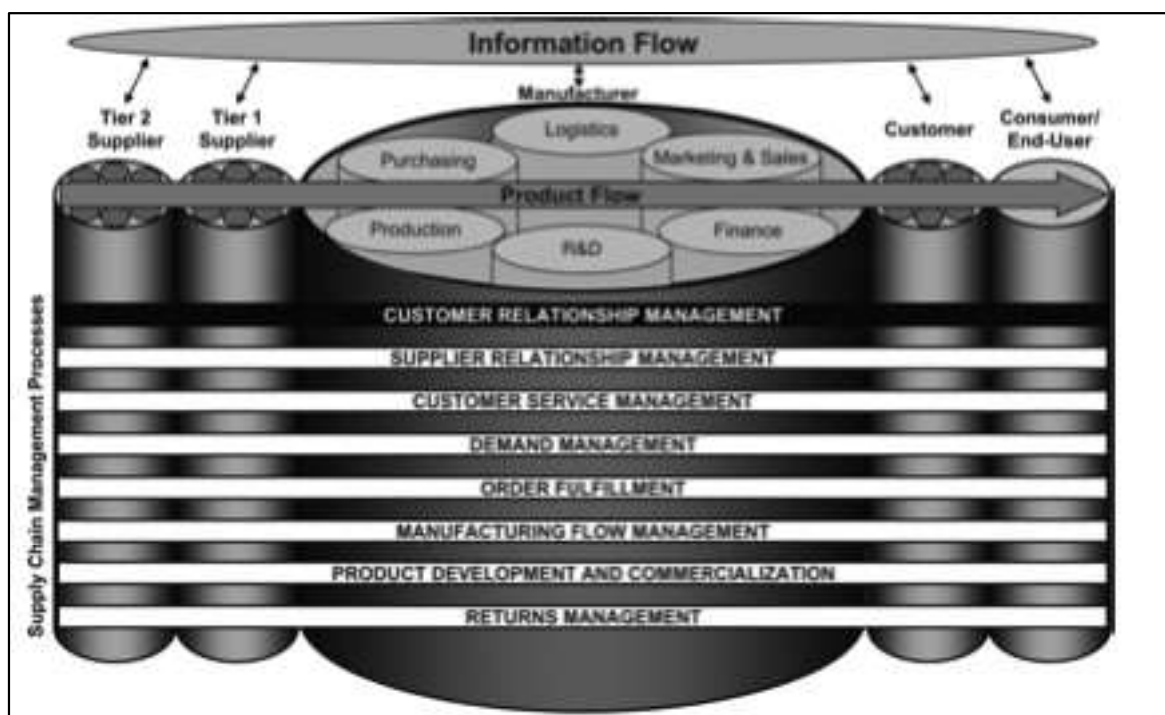 Information Flow
Manufacturer
Tier 2
Supplier
Tier 1
Supplier
Customer
Consumer/
End-User
Logistics
Purchasing
Marketing & Sales
Product Flow
Production
R&D
Finance
Supply Chain Management Processes
CUSTOMER RELATIONSHIP MANAGEMENT
SUPPLIER RELATIONSHIP MANAGEMENT
CUSTOMER SERVICE MANAGEMENT
DEMAND MANAGEMENT
ORDER FULFILLMENT
MANUFACTURING FLOW MANAGEMENT
PRODUCT DEVELOPMENT AND COMMERCIALIZATION
RETURNS MANAGEMENT